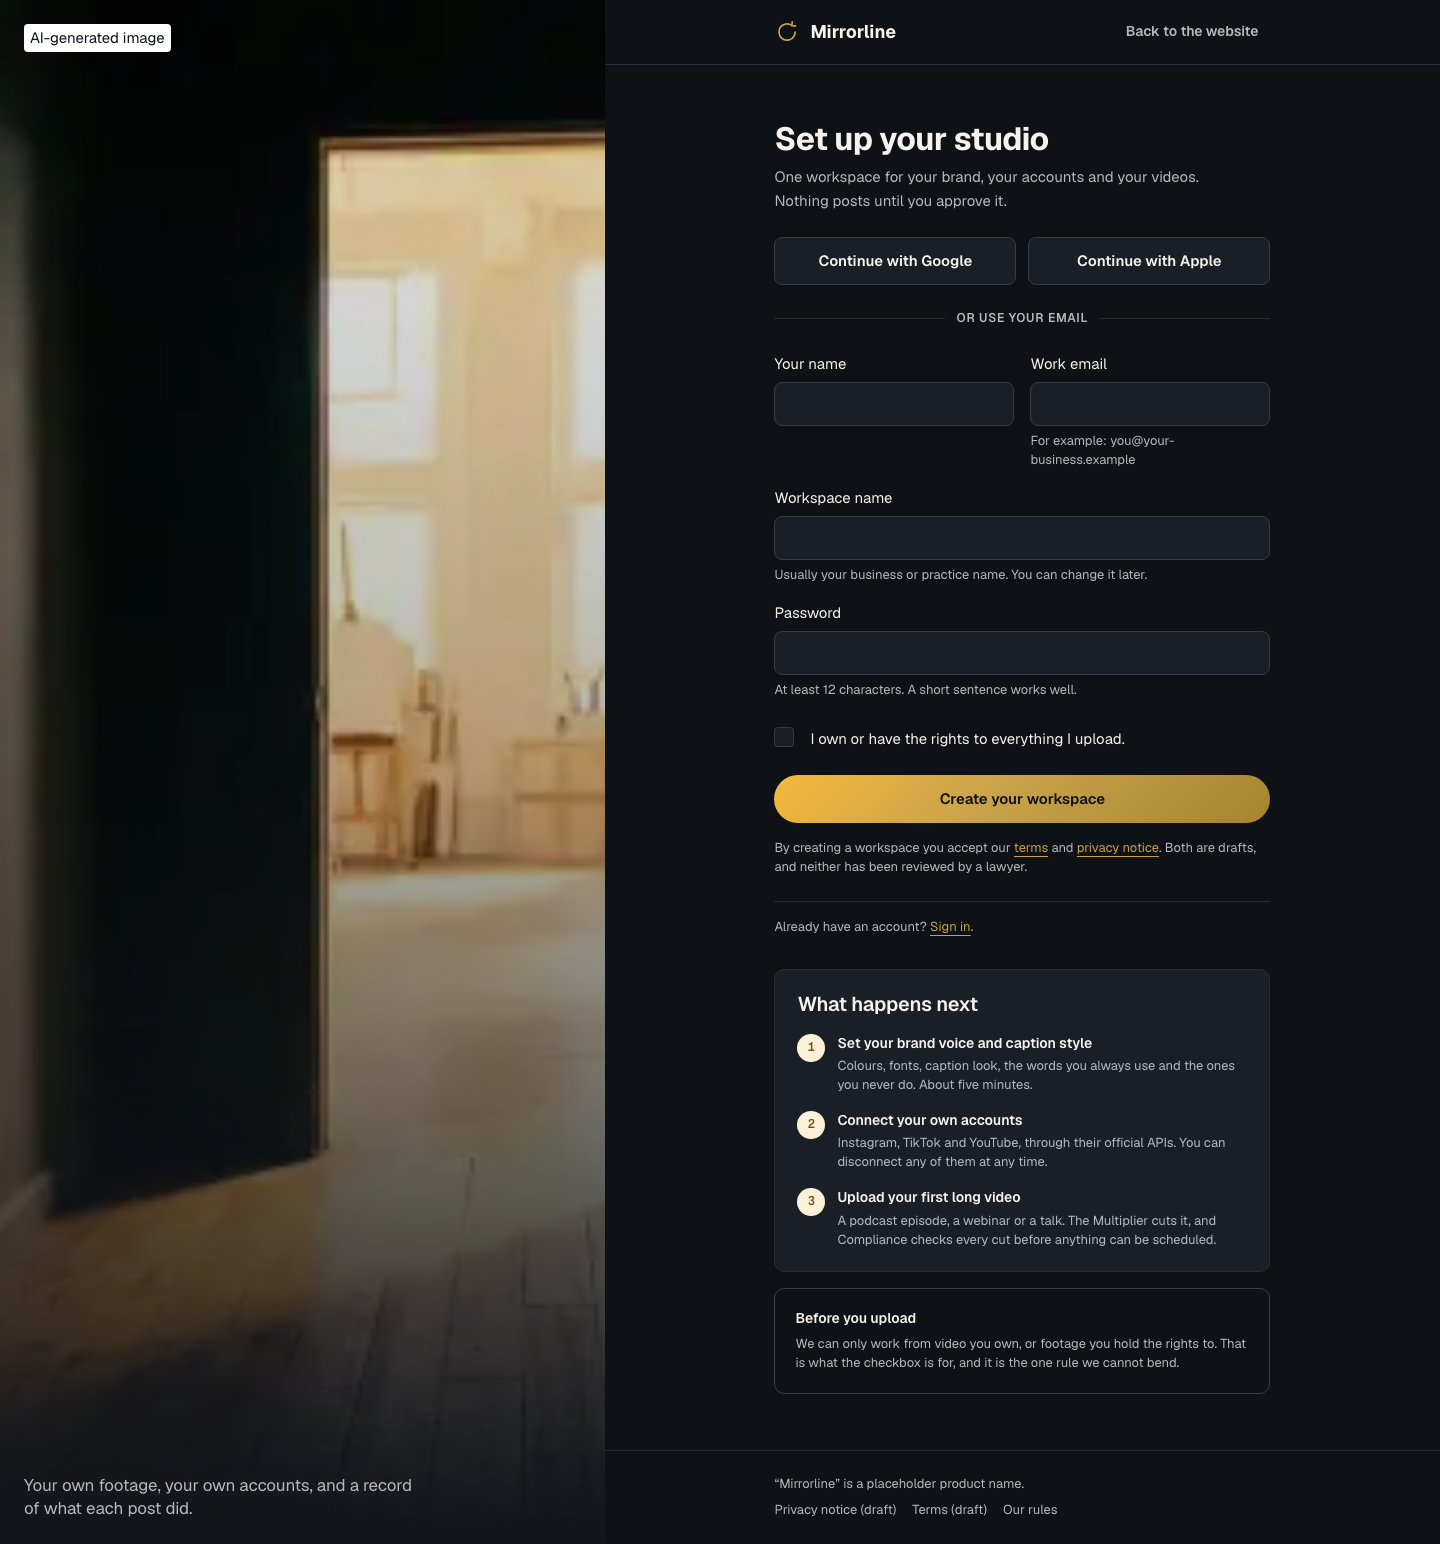 AI-generated image
Your own footage, your own accounts, and a record
of what each post did.
Mirrorline
Back to the website
Set up your studio
One workspace for your brand, your accounts and your videos.
Nothing posts until you approve it.
Continue with Google
Continue with Apple
OR USE YOUR EMAIL
Your name
Work email
For example: you@your-
business.example
Workspace name
Usually your business or practice name. You can change it later.
Password
At least 12 characters. A short sentence works well.
I own or have the rights to everything I upload.
Create your workspace
By creating a workspace you accept our terms and privacy notice. Both are drafts,
and neither has been reviewed by a lawyer.
Already have an account? Sign in.
What happens next
1
Set your brand voice and caption style
Colours, fonts, caption look, the words you always use and the ones
you never do. About five minutes.
2
Connect your own accounts
Instagram, TikTok and YouTube, through their official APIs. You can
disconnect any of them at any time.
3
Upload your first long video
A podcast episode, a webinar or a talk. The Multiplier cuts it, and
Compliance checks every cut before anything can be scheduled.
Before you upload
We can only work from video you own, or footage you hold the rights to. That
is what the checkbox is for, and it is the one rule we cannot bend.
“Mirrorline” is a placeholder product name.
Privacy notice (draft)
Terms (draft)
Our rules